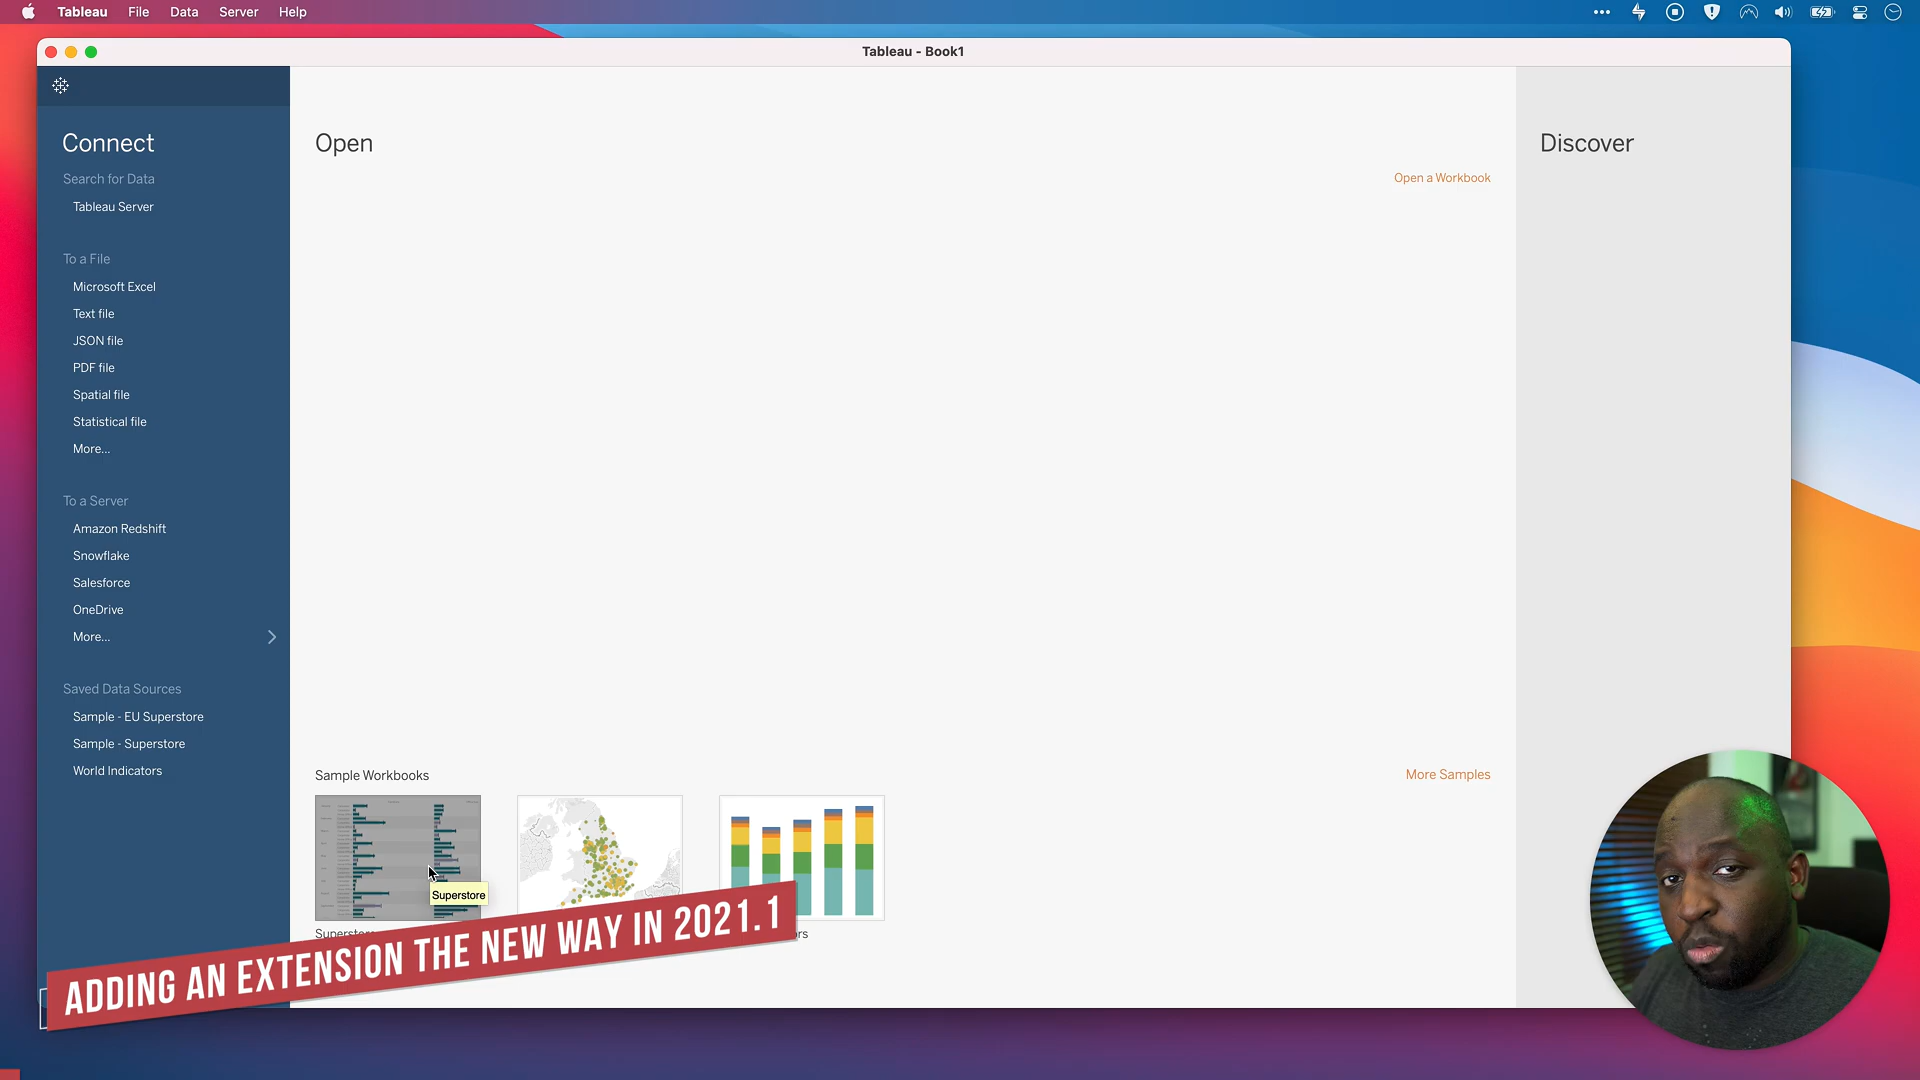 Tableau File Data Server Help
Tableau - Book1
Connect
Search for Data
Tableau Server
To a File
Microsoft Excel
Text file
JSON file
PDF file
Spatial file
Statistical file
More...
To a Server
Amazon Redshift
Snowflake
Salesforce
OneDrive
More...
Saved Data Sources
Sample - EU Superstore
Sample - Superstore
World Indicators
Open
Open a Workbook
Sample Workbooks
More Samples
Superstore
ADDING AN EXTENSION THE NEW WAY IN 2021.1
Discover